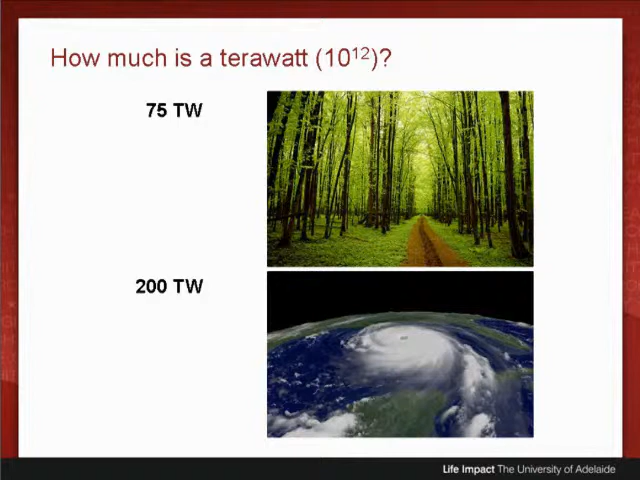 How much is a terawatt (10¹²)?
75 TW
200 TW
Life Impact The University of Adelaide